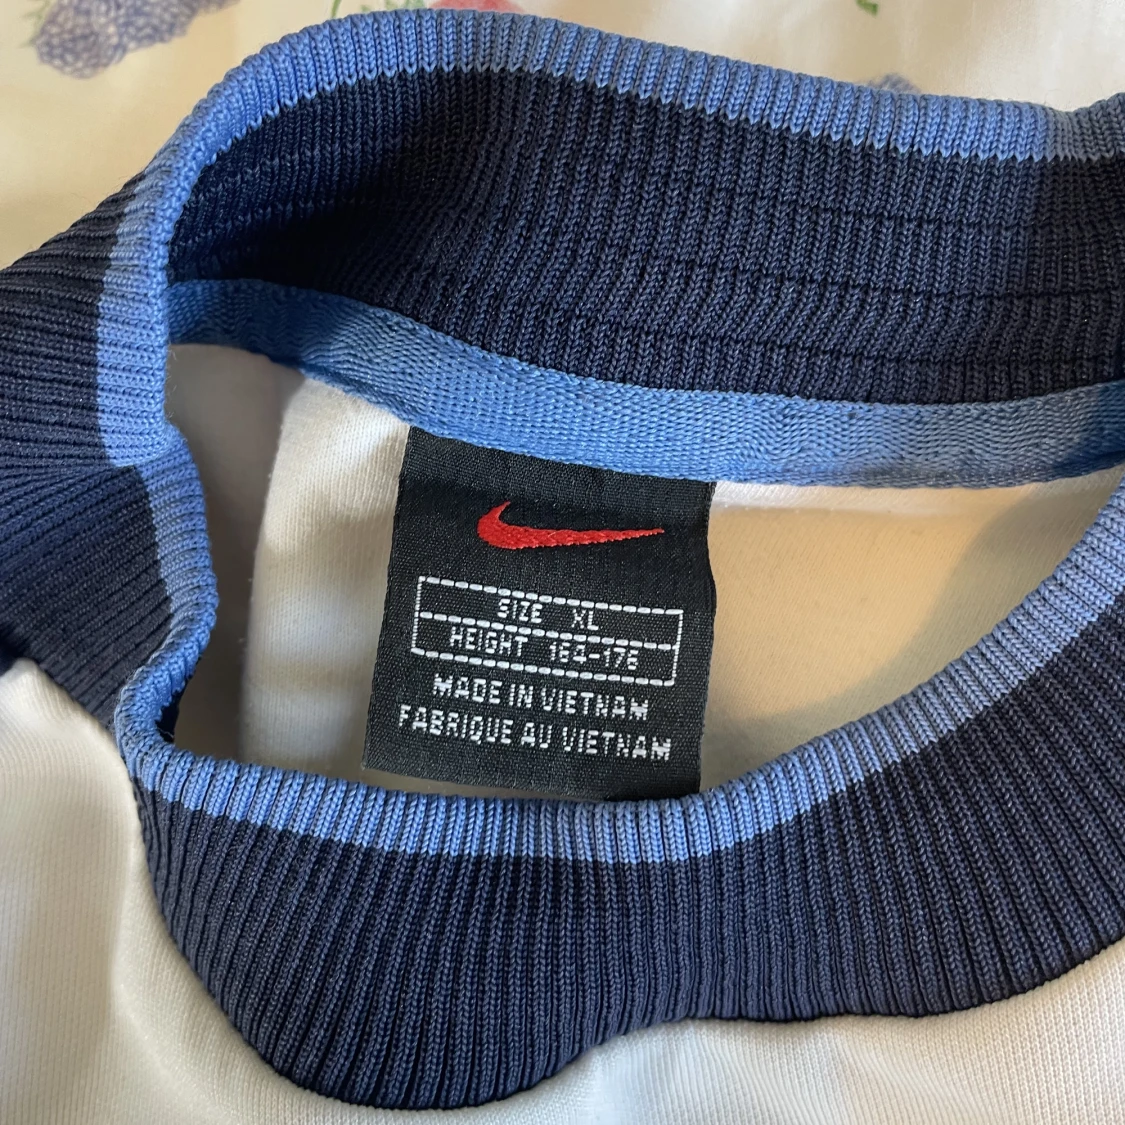 SIZE XL
HEIGHT 164-176
MADE IN VIETNAM
FABRIQUE AU VIETNAM